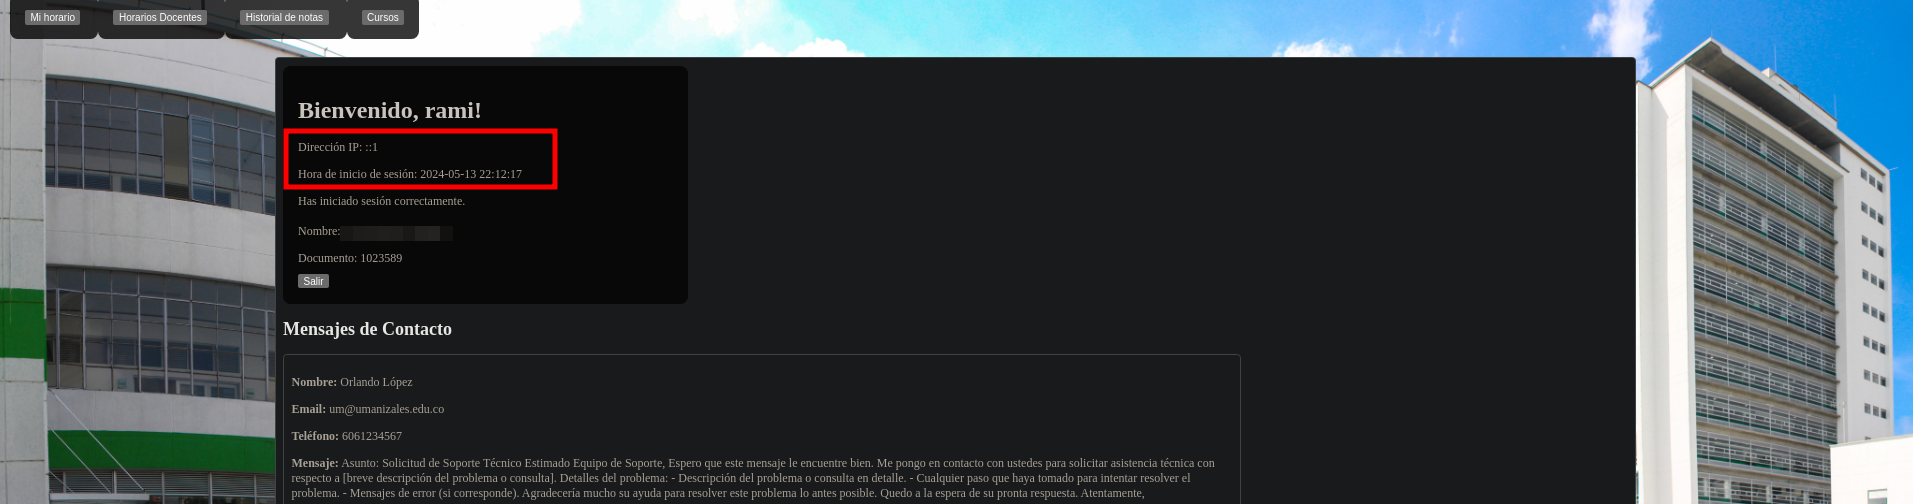 Mi horario
Horarios Docentes
Historial de notas
Cursos
Bienvenido, rami!
Dirección IP: ::1
Hora de inicio de sesión: 2024-05-13 22:12:17
Has iniciado sesión correctamente.
Nombre:
Documento: 1023589
Salir
Mensajes de Contacto
Nombre: Orlando López
Email: um@umanizales.edu.co
Teléfono: 6061234567
Mensaje: Asunto: Solicitud de Soporte Técnico Estimado Equipo de Soporte, Espero que este mensaje le encuentre bien. Me pongo en contacto con ustedes para solicitar asistencia técnica con
respecto a [breve descripción del problema o consulta]. Detalles del problema: - Descripción del problema o consulta en detalle. - Cualquier paso que haya tomado para intentar resolver el
problema. - Mensajes de error (si corresponde). Agradecería mucho su ayuda para resolver este problema lo antes posible. Quedo a la espera de su pronta respuesta. Atentamente,